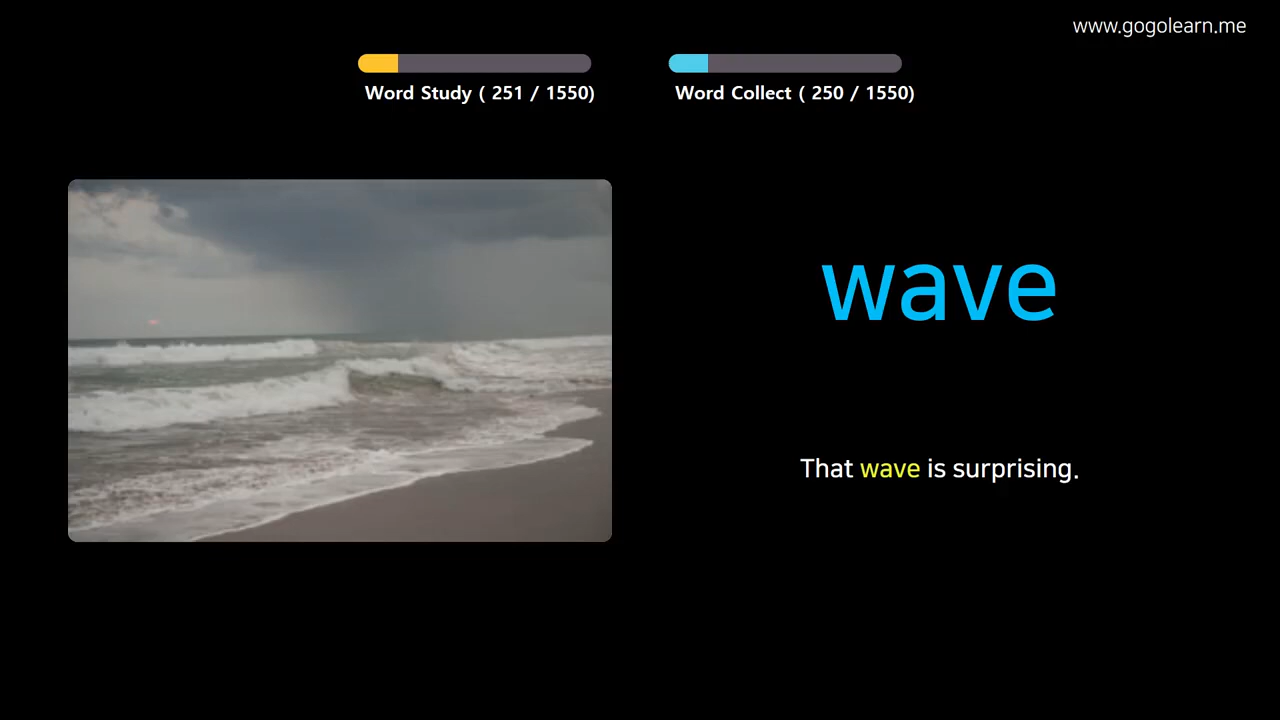 www.gogolearn.me
Word Study ( 251 / 1550)
Word Collect ( 250 / 1550)
wave
That wave is surprising.